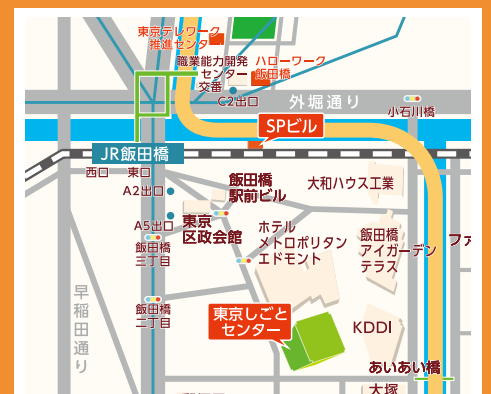 東京テレワーク
推進センター
職業能力開発
センター
ハローワーク
飯田橋
交番
C2出口
外堀通り
小石川橋
SPビル
JR飯田橋
西口
東口
A2出口
飯田橋
駅前ビル
大和ハウス工業
A5出口
東京
区政会館
飯田橋
三丁目
ホテル
メトロポリタン
エドモント
飯田橋
アイガーデン
テラス
ファ
早稲田通り
飯田橋
二丁目
東京しごと
センター
KDDI
あいあい橋
大塚